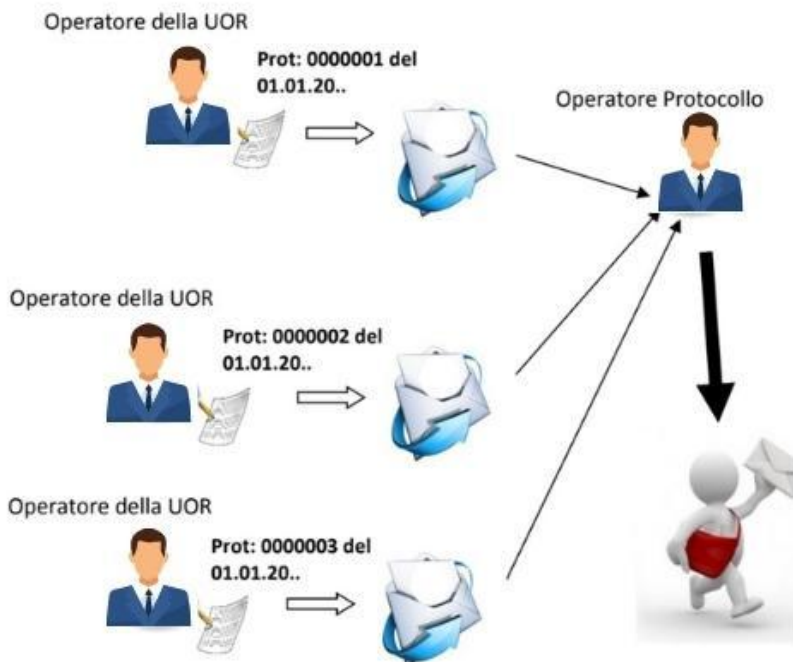 Operatore della UOR
Prot: 0000001 del
01.01.20..
Operatore Protocollo
Operatore della UOR
Prot: 0000002 del
01.01.20..
Operatore della UOR
Prot: 0000003 del
01.01.20..